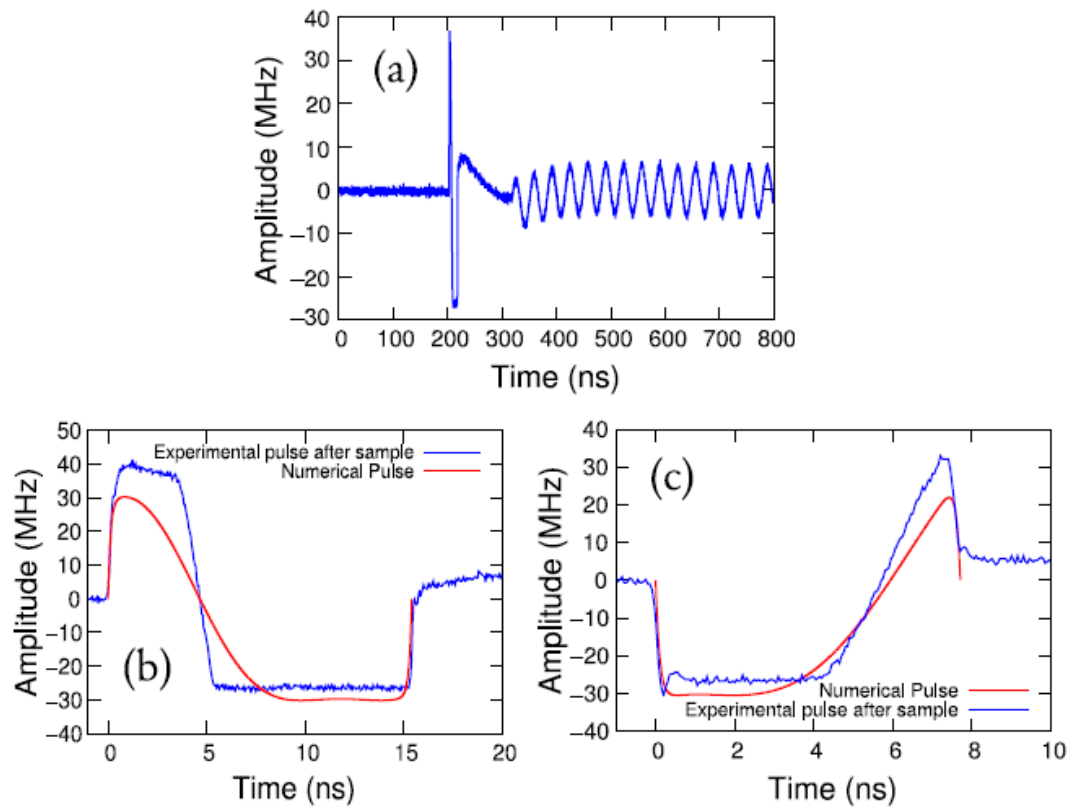 (a)
Amplitude (MHz)
40
30
20
10
0
−10
−20
−30
0 100 200 300 400 500 600 700 800
Time (ns)
(b)
Experimental pulse after sample
Numerical Pulse
Amplitude (MHz)
50
40
30
20
10
0
−10
−20
−30
−40
0 5 10 15 20
Time (ns)
(c)
Numerical Pulse
Experimental pulse after sample
Amplitude (MHz)
40
30
20
10
0
−10
−20
−30
−40
0 2 4 6 8 10
Time (ns)